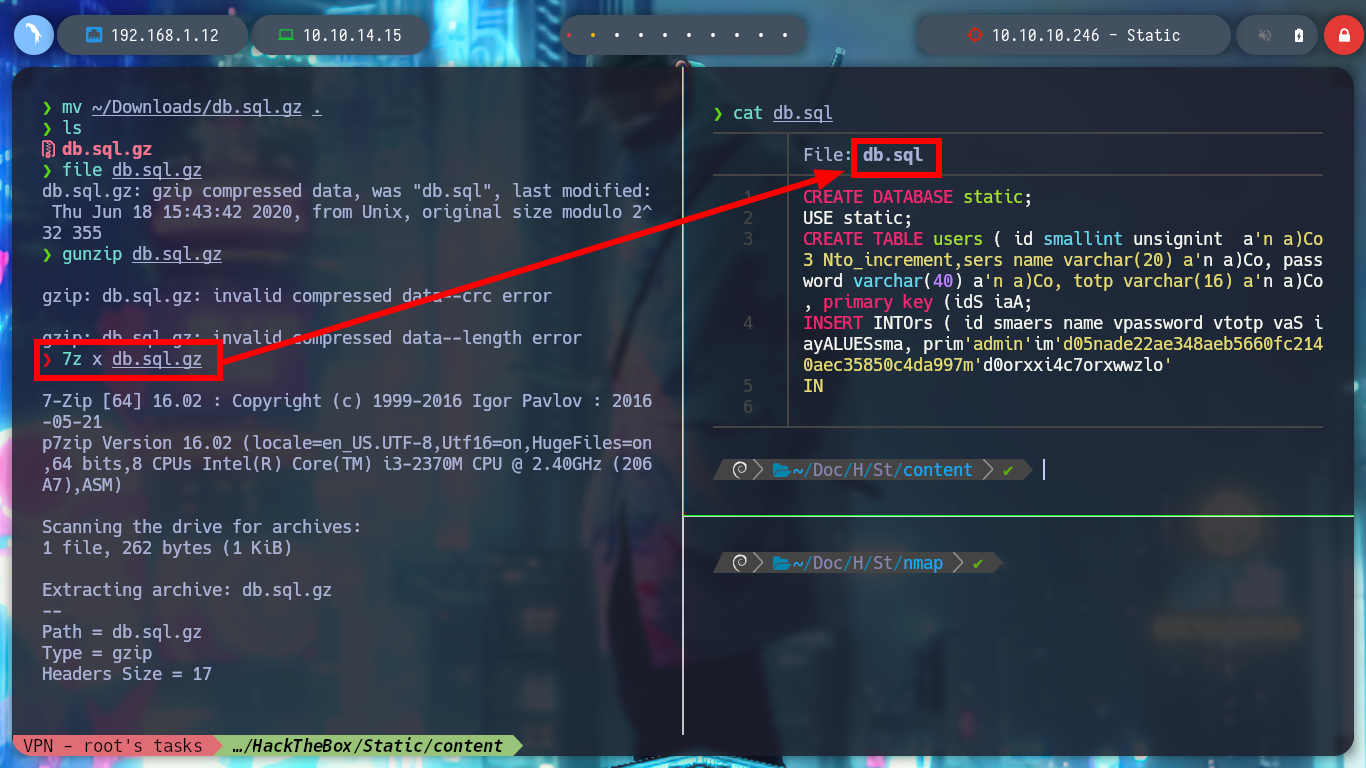 192.168.1.12
10.10.14.15
10.10.10.246 - Static
❯ mv ~/Downloads/db.sql.gz .
❯ ls
db.sql.gz
❯ file db.sql.gz
db.sql.gz: gzip compressed data, was "db.sql", last modified:
Thu Jun 18 15:43:42 2020, from Unix, original size modulo 2^
32 355
❯ gunzip db.sql.gz
gzip: db.sql.gz: invalid compressed data--crc error
gzip: db.sql.gz: invalid compressed data--length error
❯ 7z x db.sql.gz
7-Zip [64] 16.02 : Copyright (c) 1999-2016 Igor Pavlov : 2016
-05-21
p7zip Version 16.02 (locale=en_US.UTF-8,Utf16=on,HugeFiles=on
,64 bits,8 CPUs Intel(R) Core(TM) i3-2370M CPU @ 2.40GHz (206
A7),ASM)
Scanning the drive for archives:
1 file, 262 bytes (1 KiB)
Extracting archive: db.sql.gz
--
Path = db.sql.gz
Type = gzip
Headers Size = 17
❯ cat db.sql
File: db.sql
1 CREATE DATABASE static;
2 USE static;
3 CREATE TABLE users ( id smallint unsignint  a'n a)Co
3 Nto_increment,sers name varchar(20) a'n a)Co, pass
word varchar(40) a'n a)Co, totp varchar(16) a'n a)Co
, primary key (idS iaA;
4 INSERT INTOrs ( id smaers name vpassword vtotp vaS i
ayALUESsma, prim'admin'im'd05nade22ae348aeb5660fc214
0aec35850c4da997m'd0orxxi4c7orxwwzlo'
5 IN
6
~/Doc/H/St/content ✔
~/Doc/H/St/nmap ✔
VPN - root's tasks
…/HackTheBox/Static/content